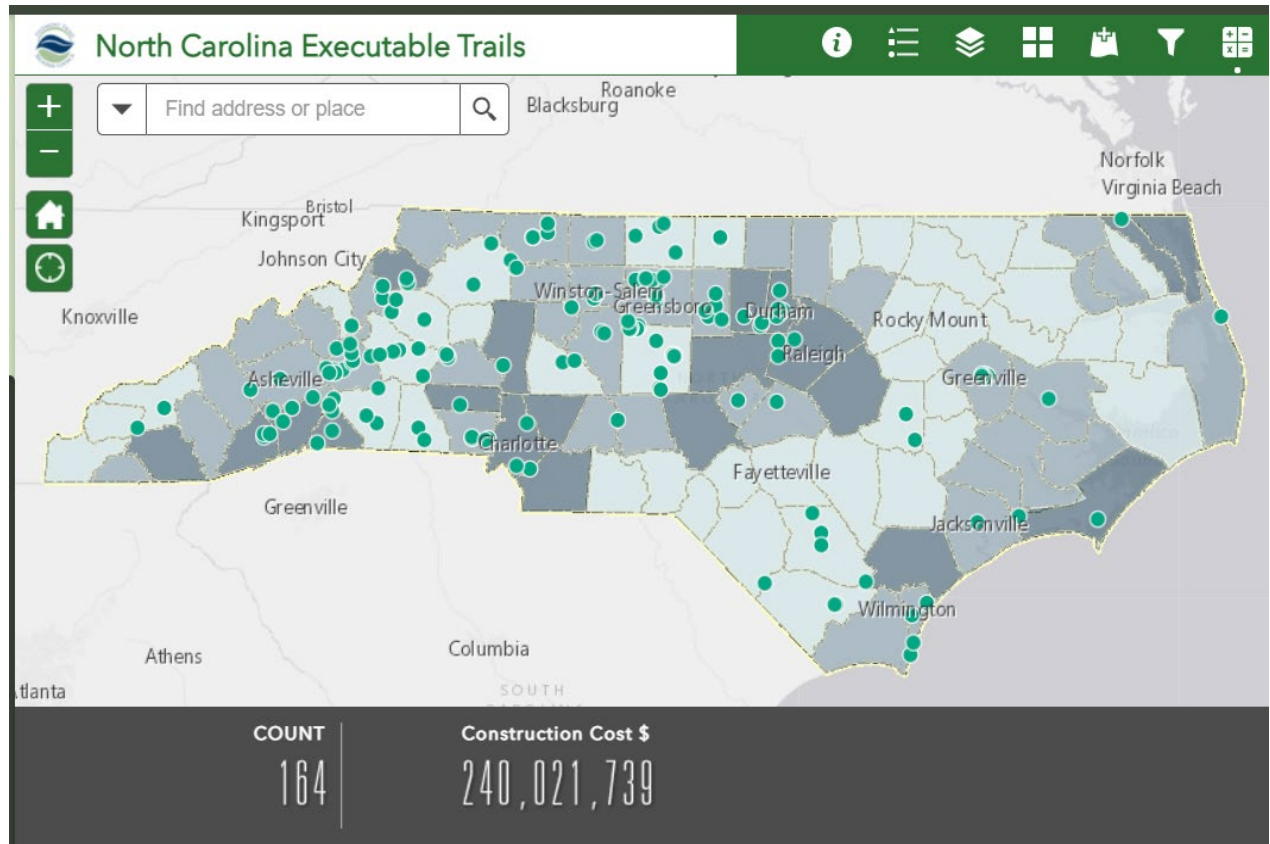 North Carolina Executable Trails
Find address or place
Roanoke
Blacksburg
Norfolk
Virginia Beach
Bristol
Kingsport
Johnson City
Winston-Salem
Greensboro
Durham
Knoxville
Rocky Mount
Raleigh
Asheville
Greenville
NORTH
Charlotte
Fayetteville
Greenville
Jacksonville
Wilmington
Columbia
Athens
tlanta
SOUTH
COUNT
Construction Cost $
164
240,021,739